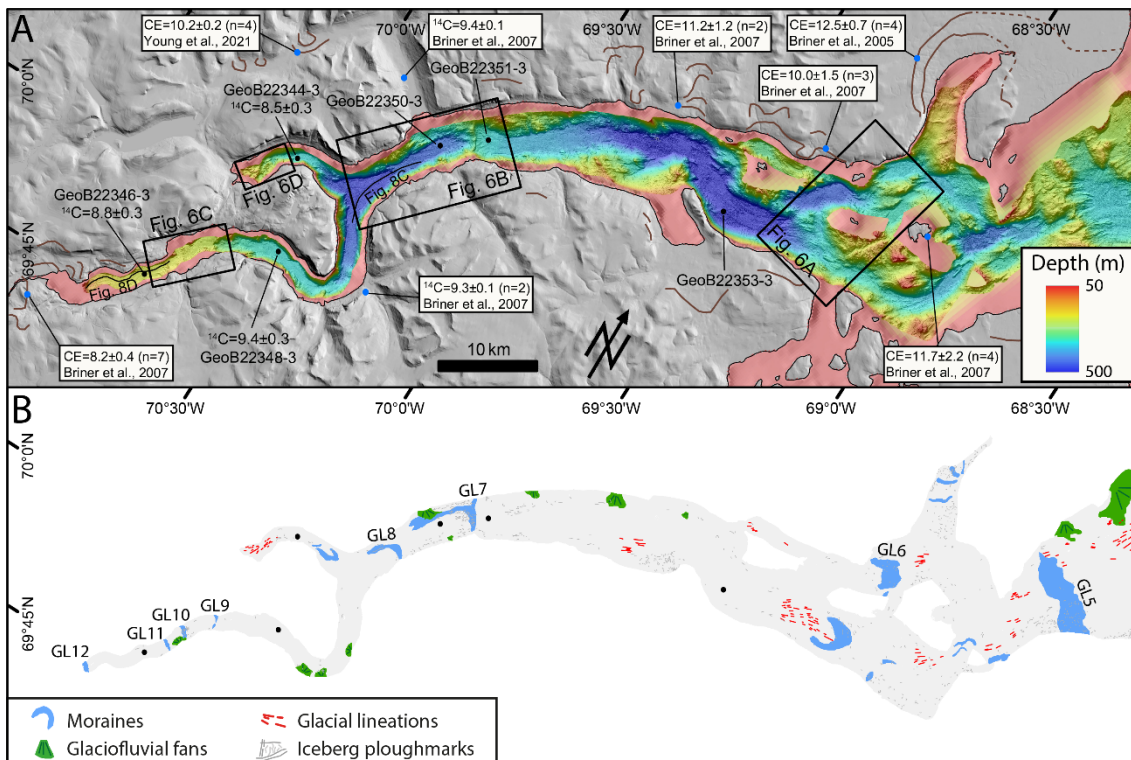 A
CE=10.2±0.2 (n=4)
Young et al., 2021
70°0'W
¹⁴C=9.4±0.1
Briner et al., 2007
69°30'W
CE=11.2±1.2 (n=2)
Briner et al., 2007
CE=12.5±0.7 (n=4)
Briner et al., 2005
68°30'W
70°0'N
GeoB22351-3
GeoB22344-3
¹⁴C=8.5±0.3
GeoB22350-3
CE=10.0±1.5 (n=3)
Briner et al., 2007
Fig. 6D
Fig. 8C
Fig. 6B
GeoB22346-3
¹⁴C=8.8±0.3
Fig. 6C
69°45'N
Fig. 8D
Fig. 6A
GeoB22353-3
Depth (m)
50
500
CE=8.2±0.4 (n=7)
Briner et al., 2007
¹⁴C=9.4±0.3
GeoB22348-3
¹⁴C=9.3±0.1 (n=2)
Briner et al., 2007
10 km
CE=11.7±2.2 (n=4)
Briner et al., 2007
B
70°30'W
70°0'W
69°30'W
69°0'W
68°30'W
70°0'N
GL7
GL8
GL6
GL5
69°45'N
GL9
GL10
GL11
GL12
Moraines
Glacial lineations
Glaciofluvial fans
Iceberg ploughmarks